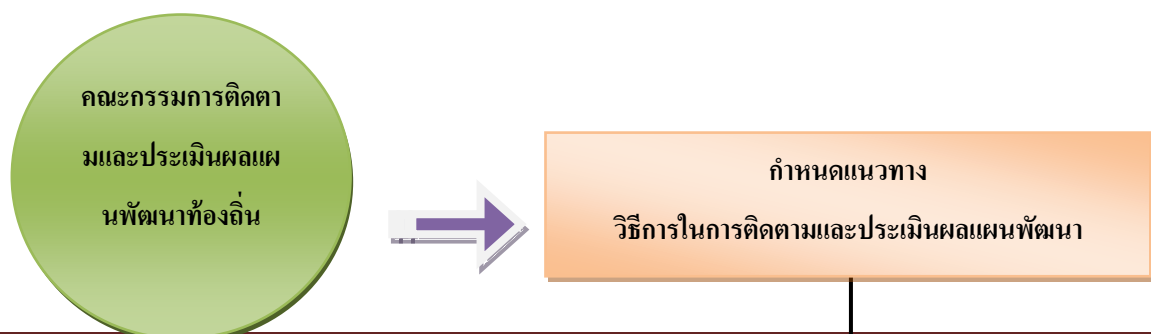 คณะกรรมการติดตา
มและประเมินผลแผ
นพัฒนาท้องถิ่น
กำหนดแนวทาง
วิธีการในการติดตามและประเมินผลแผนพัฒนา